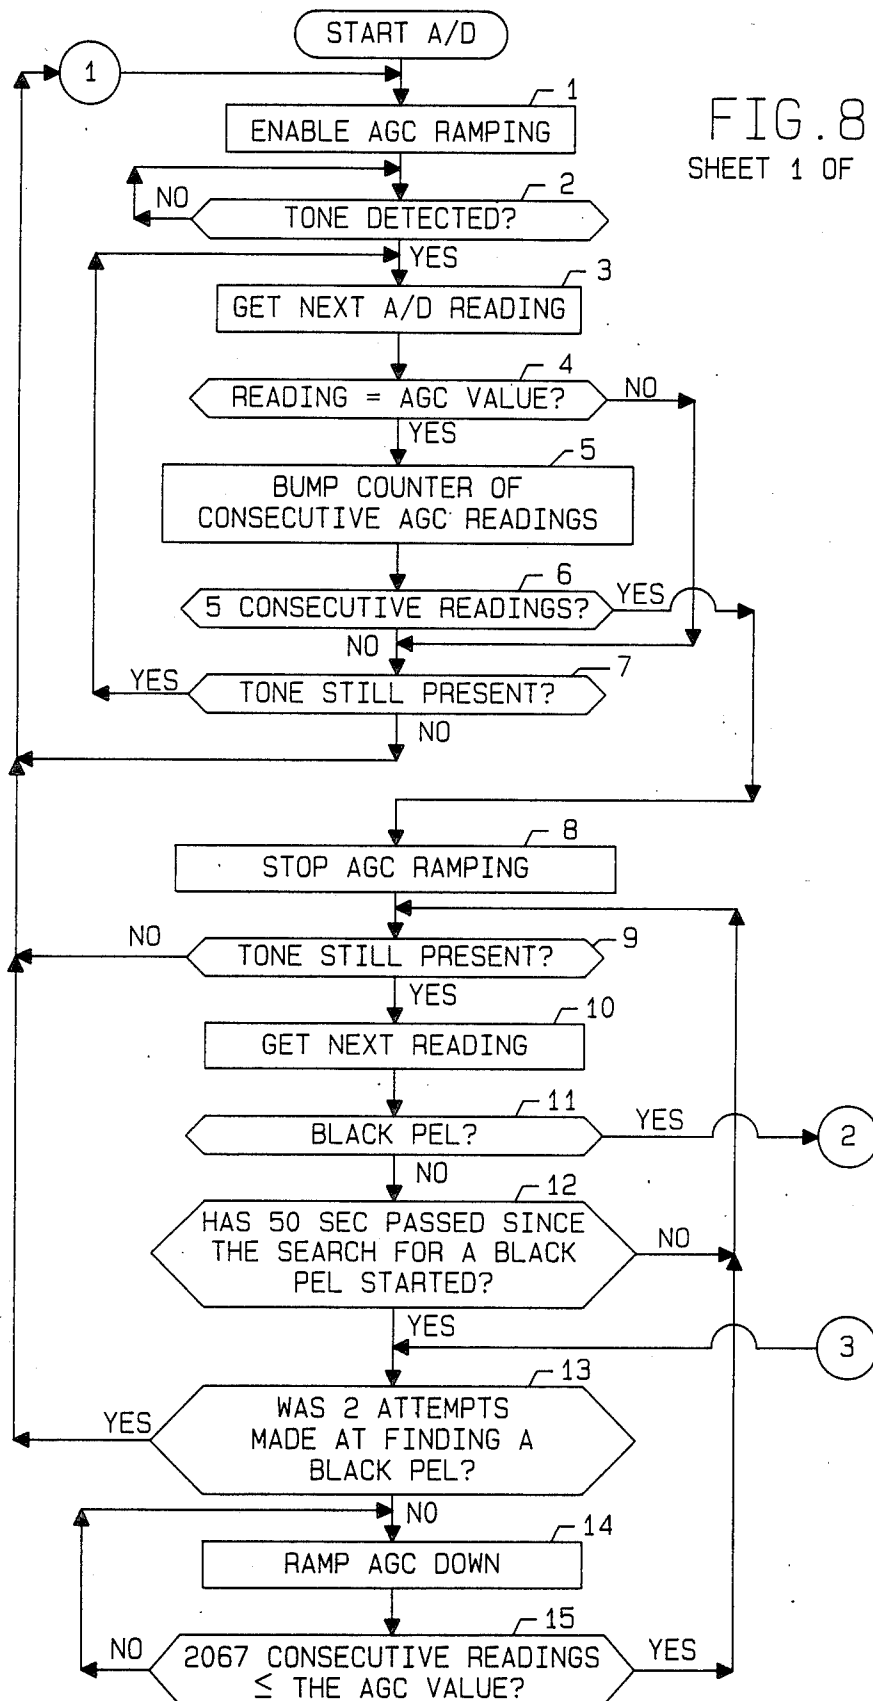 START A/D
1
1
ENABLE AGC RAMPING
FIG.8
SHEET 1 OF
2
NO
TONE DETECTED?
YES
3
GET NEXT A/D READING
4
READING = AGC VALUE?
NO
YES
5
BUMP COUNTER OF
CONSECUTIVE AGC READINGS
6
5 CONSECUTIVE READINGS?
YES
NO
7
YES
TONE STILL PRESENT?
NO
8
STOP AGC RAMPING
NO
TONE STILL PRESENT?
9
YES
10
GET NEXT READING
11
BLACK PEL?
YES
2
NO
12
HAS 50 SEC PASSED SINCE
THE SEARCH FOR A BLACK
PEL STARTED?
NO
YES
3
13
WAS 2 ATTEMPTS
MADE AT FINDING A
BLACK PEL?
YES
NO
14
RAMP AGC DOWN
15
NO
2067 CONSECUTIVE READINGS
≤ THE AGC VALUE?
YES